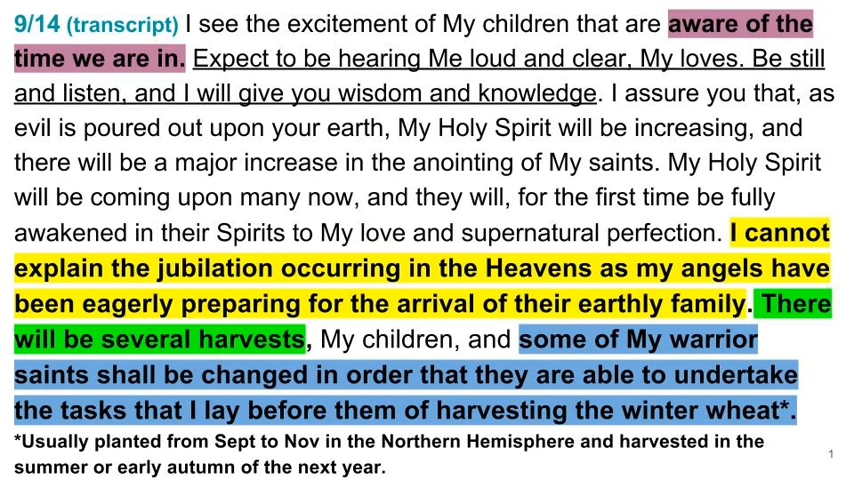 9/14 (transcript) I see the excitement of My children that are aware of the
time we are in. Expect to be hearing Me loud and clear, My loves. Be still
and listen, and I will give you wisdom and knowledge. I assure you that, as
evil is poured out upon your earth, My Holy Spirit will be increasing, and
there will be a major increase in the anointing of My saints. My Holy Spirit
will be coming upon many now, and they will, for the first time be fully
awakened in their Spirits to My love and supernatural perfection. I cannot
explain the jubilation occurring in the Heavens as my angels have
been eagerly preparing for the arrival of their earthly family. There
will be several harvests, My children, and some of My warrior
saints shall be changed in order that they are able to undertake
the tasks that I lay before them of harvesting the winter wheat*.
*Usually planted from Sept to Nov in the Northern Hemisphere and harvested in the
summer or early autumn of the next year.
1